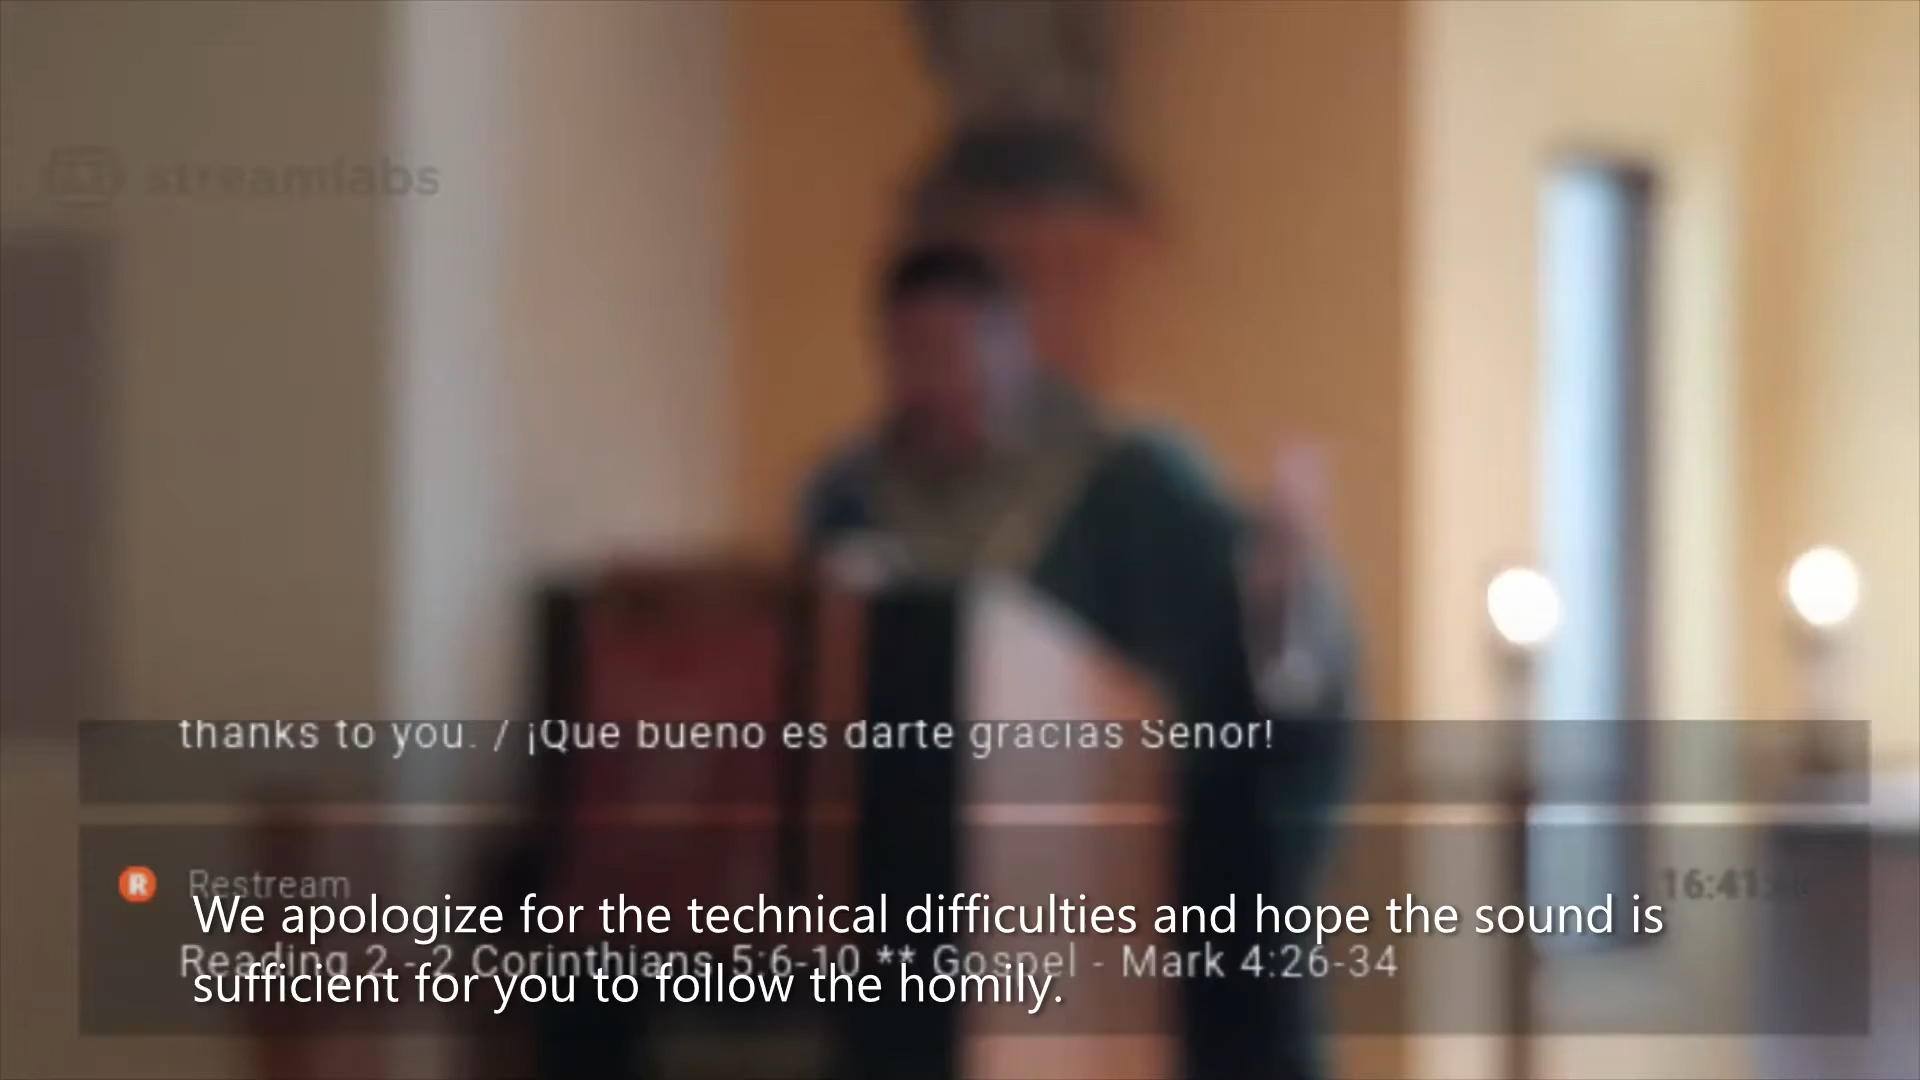 streamlabs
thanks to you. / ¡Que bueno es darte gracias Senor!
Restream
16:41
We apologize for the technical difficulties and hope the sound is
Reading 2 - 2 Corinthians 5:6-10 ** Gospel - Mark 4:26-34
sufficient for you to follow the homily.